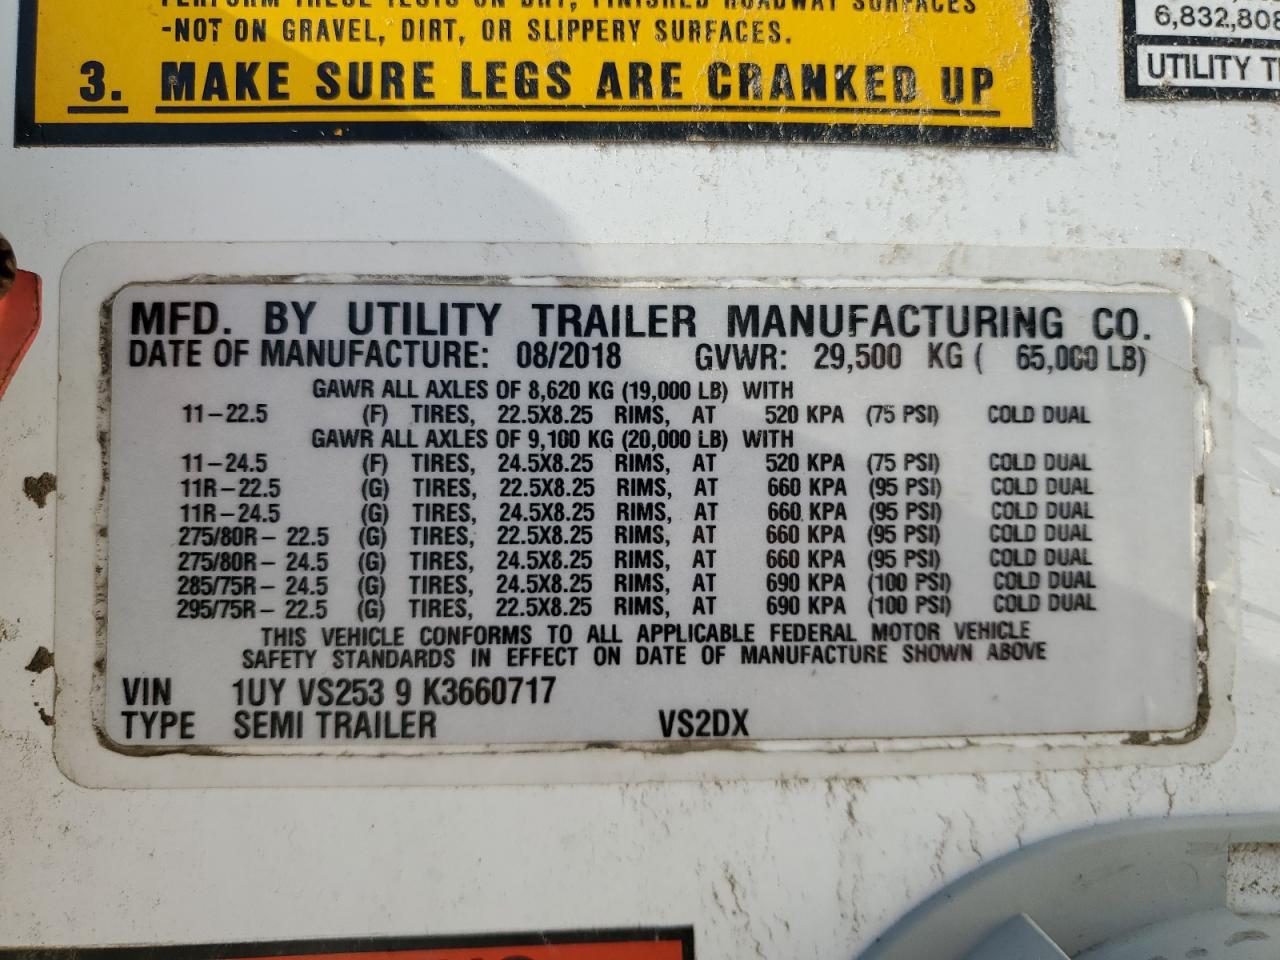 PERFORM THESE TESTS ON DRY, FINISHED ROADWAY SURFACES
-NOT ON GRAVEL, DIRT, OR SLIPPERY SURFACES.
3. MAKE SURE LEGS ARE CRANKED UP
6,832,808
UTILITY
MFD. BY UTILITY TRAILER MANUFACTURING CO.
DATE OF MANUFACTURE: 08/2018 GVWR: 29,500 KG ( 65,000 LB)
GAWR ALL AXLES OF 8,620 KG (19,000 LB) WITH
11-22.5 (F) TIRES, 22.5X8.25 RIMS, AT 520 KPA (75 PSI) COLD DUAL
GAWR ALL AXLES OF 9,100 KG (20,000 LB) WITH
11-24.5 (F) TIRES, 24.5X8.25 RIMS, AT 520 KPA (75 PSI) COLD DUAL
11R-22.5 (G) TIRES, 22.5X8.25 RIMS, AT 660 KPA (95 PSI) COLD DUAL
11R-24.5 (G) TIRES, 24.5X8.25 RIMS, AT 660 KPA (95 PSI) COLD DUAL
275/80R- 22.5 (G) TIRES, 22.5X8.25 RIMS, AT 660 KPA (95 PSI) COLD DUAL
275/80R- 24.5 (G) TIRES, 24.5X8.25 RIMS, AT 660 KPA (95 PSI) COLD DUAL
285/75R- 24.5 (G) TIRES, 24.5X8.25 RIMS, AT 690 KPA (100 PSI) COLD DUAL
295/75R- 22.5 (G) TIRES, 22.5X8.25 RIMS, AT 690 KPA (100 PSI) COLD DUAL
THIS VEHICLE CONFORMS TO ALL APPLICABLE FEDERAL MOTOR VEHICLE
SAFETY STANDARDS IN EFFECT ON DATE OF MANUFACTURE SHOWN ABOVE
VIN 1UY VS253 9 K3660717
TYPE SEMI TRAILER VS2DX